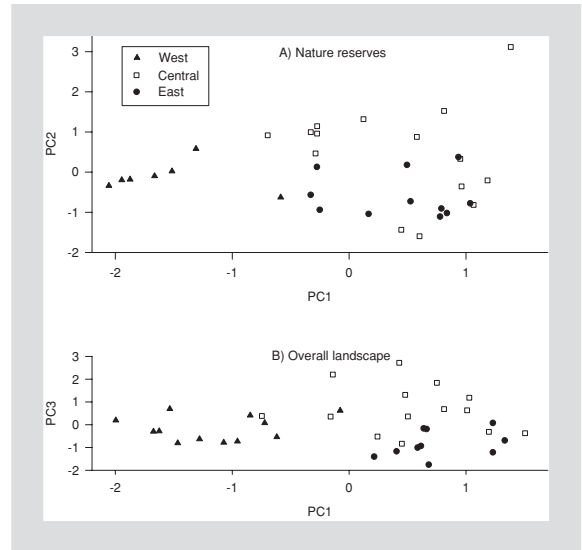 A) Nature reserves
West
Central
East
3
2
1
0
-1
-2
PC2
-2 -1 0 1
PC1
B) Overall landscape
3
2
1
0
-1
-2
PC3
-2 -1 0 1
PC1